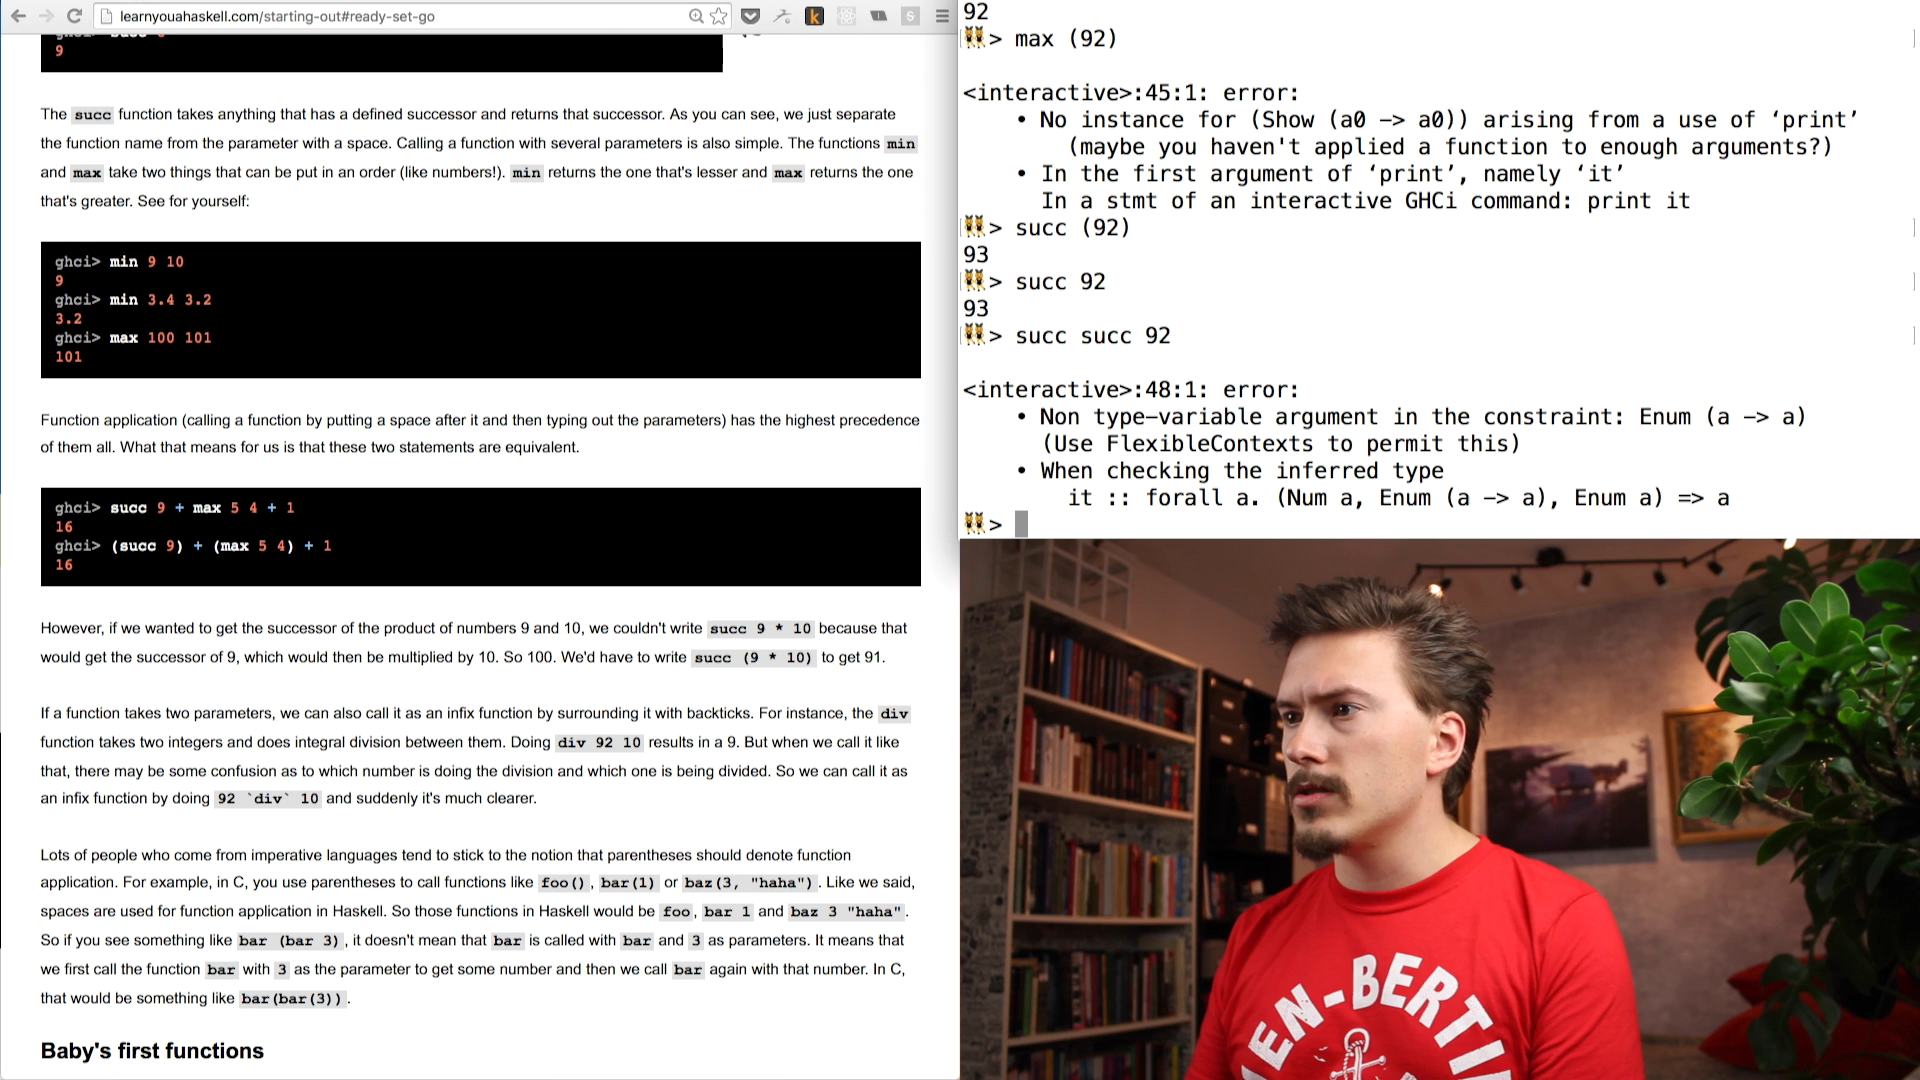 learnyouahaskell.com/starting-out#ready-set-go
9
The succ function takes anything that has a defined successor and returns that successor. As you can see, we just separate
the function name from the parameter with a space. Calling a function with several parameters is also simple. The functions min
and max take two things that can be put in an order (like numbers!). min returns the one that's lesser and max returns the one
that's greater. See for yourself:
ghci> min 9 10
9
ghci> min 3.4 3.2
3.2
ghci> max 100 101
101
Function application (calling a function by putting a space after it and then typing out the parameters) has the highest precedence
of them all. What that means for us is that these two statements are equivalent.
ghci> succ 9 + max 5 4 + 1
16
ghci> (succ 9) + (max 5 4) + 1
16
However, if we wanted to get the successor of the product of numbers 9 and 10, we couldn't write succ 9 * 10 because that
would get the successor of 9, which would then be multiplied by 10. So 100. We'd have to write succ (9 * 10) to get 91.
If a function takes two parameters, we can also call it as an infix function by surrounding it with backticks. For instance, the div
function takes two integers and does integral division between them. Doing div 92 10 results in a 9. But when we call it like
that, there may be some confusion as to which number is doing the division and which one is being divided. So we can call it as
an infix function by doing 92 `div` 10 and suddenly it's much clearer.
Lots of people who come from imperative languages tend to stick to the notion that parentheses should denote function
application. For example, in C, you use parentheses to call functions like foo(), bar(1) or baz(3, "haha"). Like we said,
spaces are used for function application in Haskell. So those functions in Haskell would be foo, bar 1 and baz 3 "haha".
So if you see something like bar (bar 3), it doesn't mean that bar is called with bar and 3 as parameters. It means that
we first call the function bar with 3 as the parameter to get some number and then we call bar again with that number. In C,
that would be something like bar(bar(3)).
Baby's first functions
92
> max (92)
<interactive>:45:1: error:
• No instance for (Show (a0 -> a0)) arising from a use of ‘print’
(maybe you haven't applied a function to enough arguments?)
• In the first argument of ‘print’, namely ‘it’
In a stmt of an interactive GHCi command: print it
> succ (92)
93
> succ 92
93
> succ succ 92
<interactive>:48:1: error:
• Non type-variable argument in the constraint: Enum (a -> a)
(Use FlexibleContexts to permit this)
• When checking the inferred type
it :: forall a. (Num a, Enum (a -> a), Enum a) => a
>